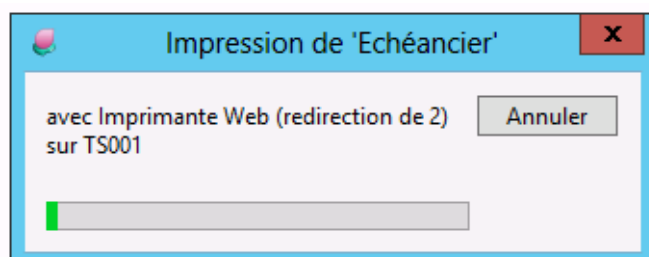 Impression de 'Echéancier'
x
avec Imprimante Web (redirection de 2)
Annuler
sur TS001